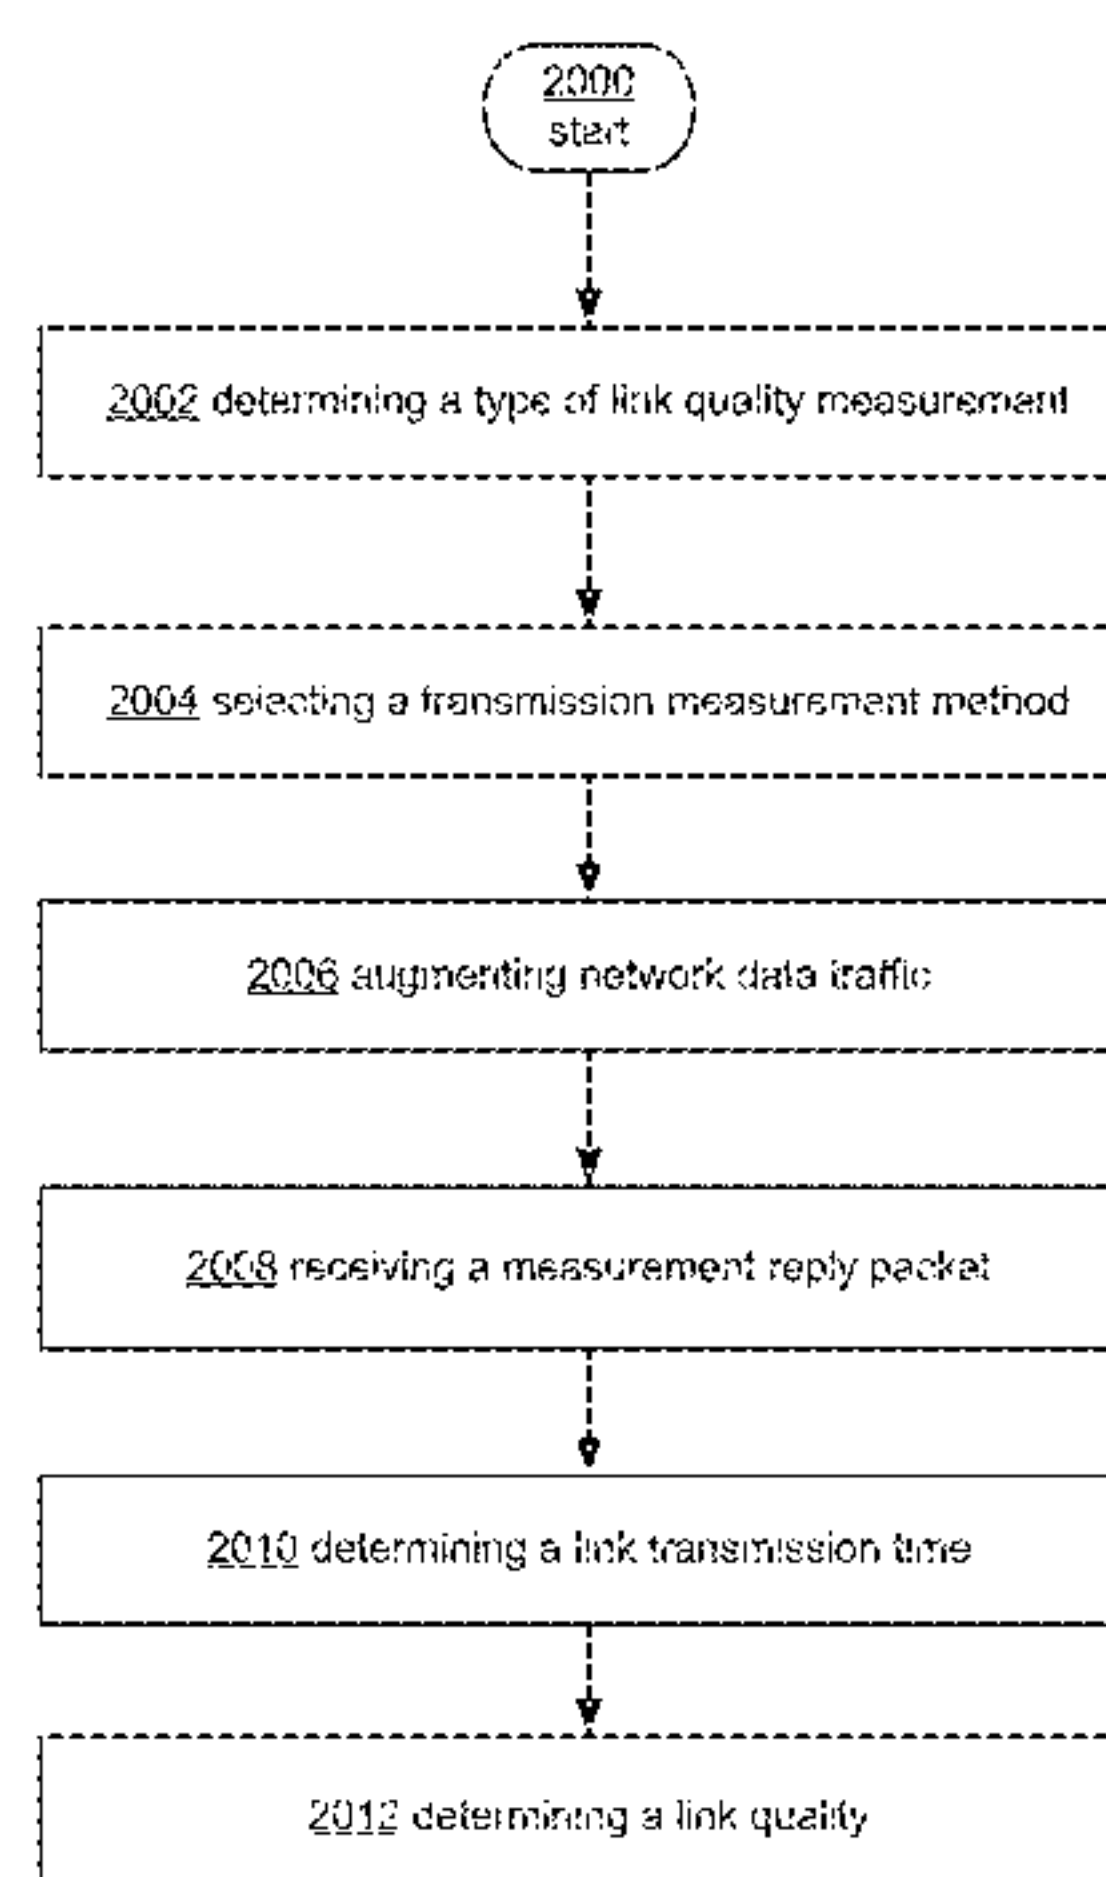 2000
start
2002 determining a type of link quality measurement
2004 selecting a transmission measurement method
2006 augmenting network data traffic
2008 receiving a measurement reply packet
2010 determining a link transmission time
2012 determining a link quality